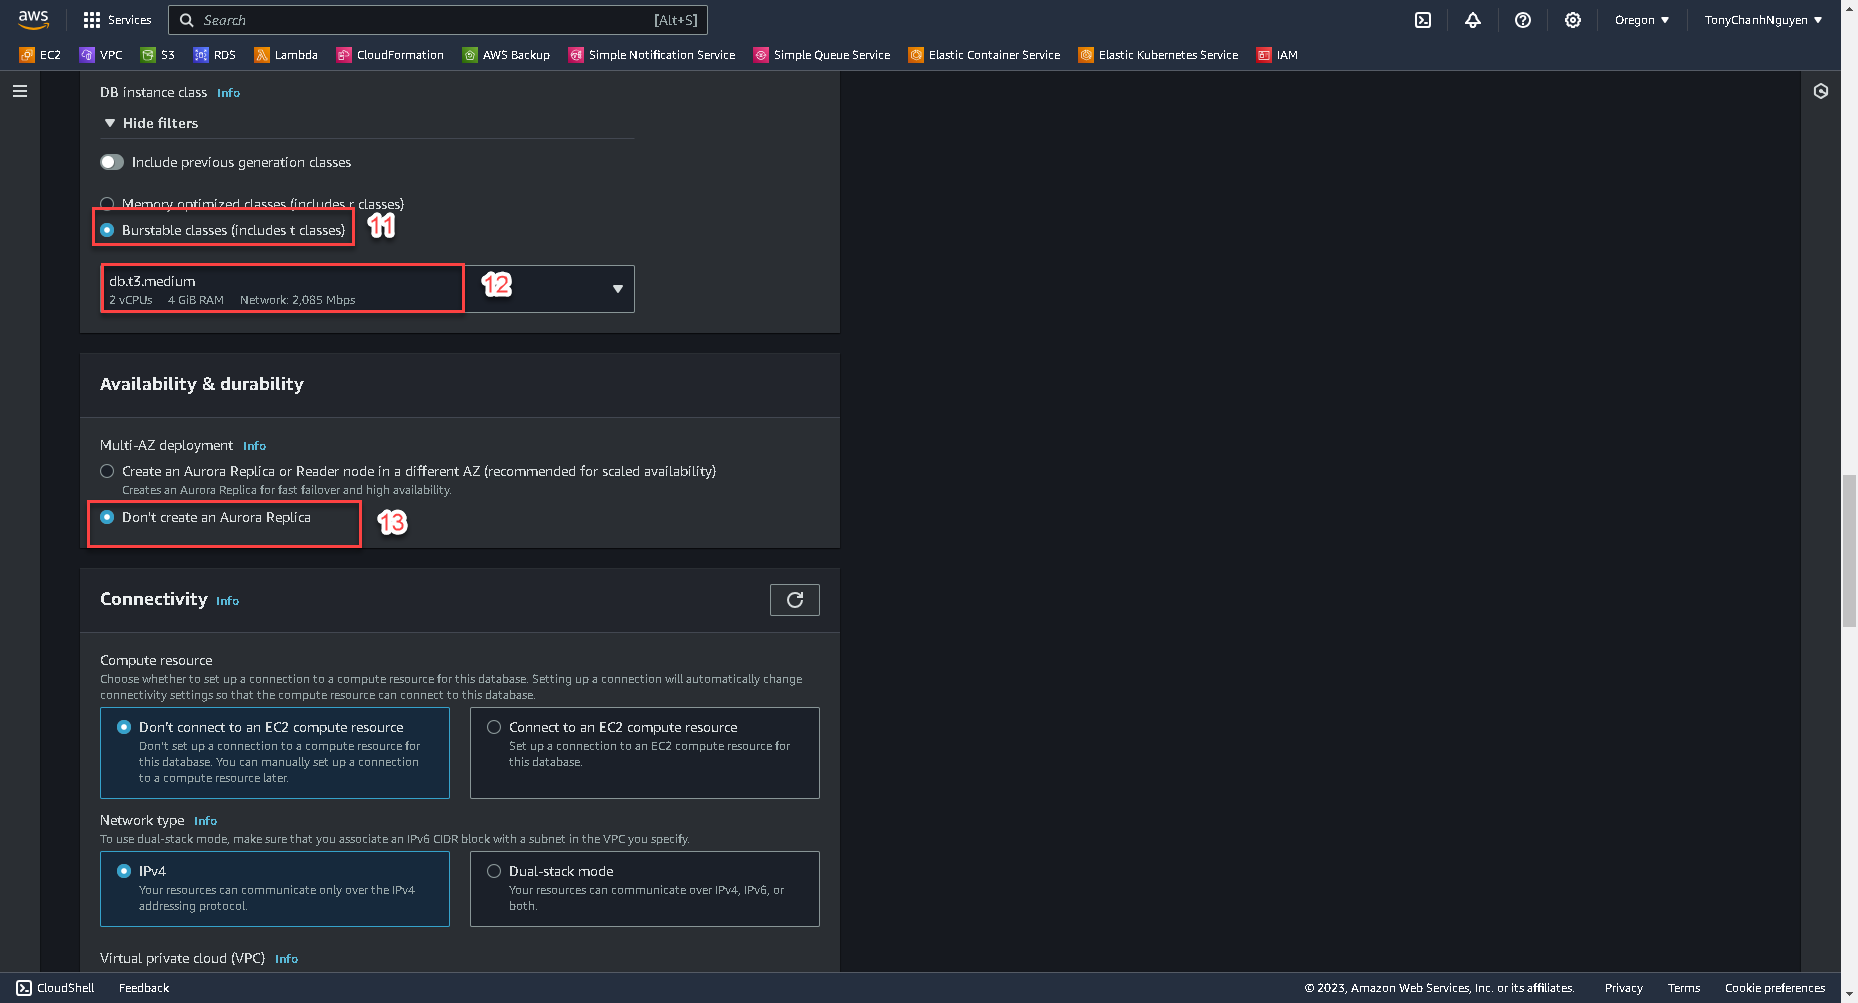 aws
Services
Search [Alt+S]
Oregon ▼
TonyChanhNguyen ▼
EC2 VPC S3 RDS Lambda CloudFormation AWS Backup Simple Notification Service Simple Queue Service Elastic Container Service Elastic Kubernetes Service IAM
DB instance class Info
▼ Hide filters
Include previous generation classes
Memory optimized classes (includes r classes)
Burstable classes (includes t classes) 11
db.t3.medium 12
2 vCPUs 4 GiB RAM Network: 2,085 Mbps
Availability & durability
Multi-AZ deployment Info
Create an Aurora Replica or Reader node in a different AZ (recommended for scaled availability)
Creates an Aurora Replica for fast failover and high availability.
Don't create an Aurora Replica 13
Connectivity Info
Compute resource
Choose whether to set up a connection to a compute resource for this database. Setting up a connection will automatically change
connectivity settings so that the compute resource can connect to this database.
Don't connect to an EC2 compute resource
Don't set up a connection to a compute resource for
this database. You can manually set up a connection
to a compute resource later.
Connect to an EC2 compute resource
Set up a connection to an EC2 compute resource for
this database.
Network type Info
To use dual-stack mode, make sure that you associate an IPv6 CIDR block with a subnet in the VPC you specify.
IPv4
Your resources can communicate only over the IPv4
addressing protocol.
Dual-stack mode
Your resources can communicate over IPv4, IPv6, or
both.
Virtual private cloud (VPC) Info
CloudShell Feedback
© 2023, Amazon Web Services, Inc. or its affiliates. Privacy Terms Cookie preferences